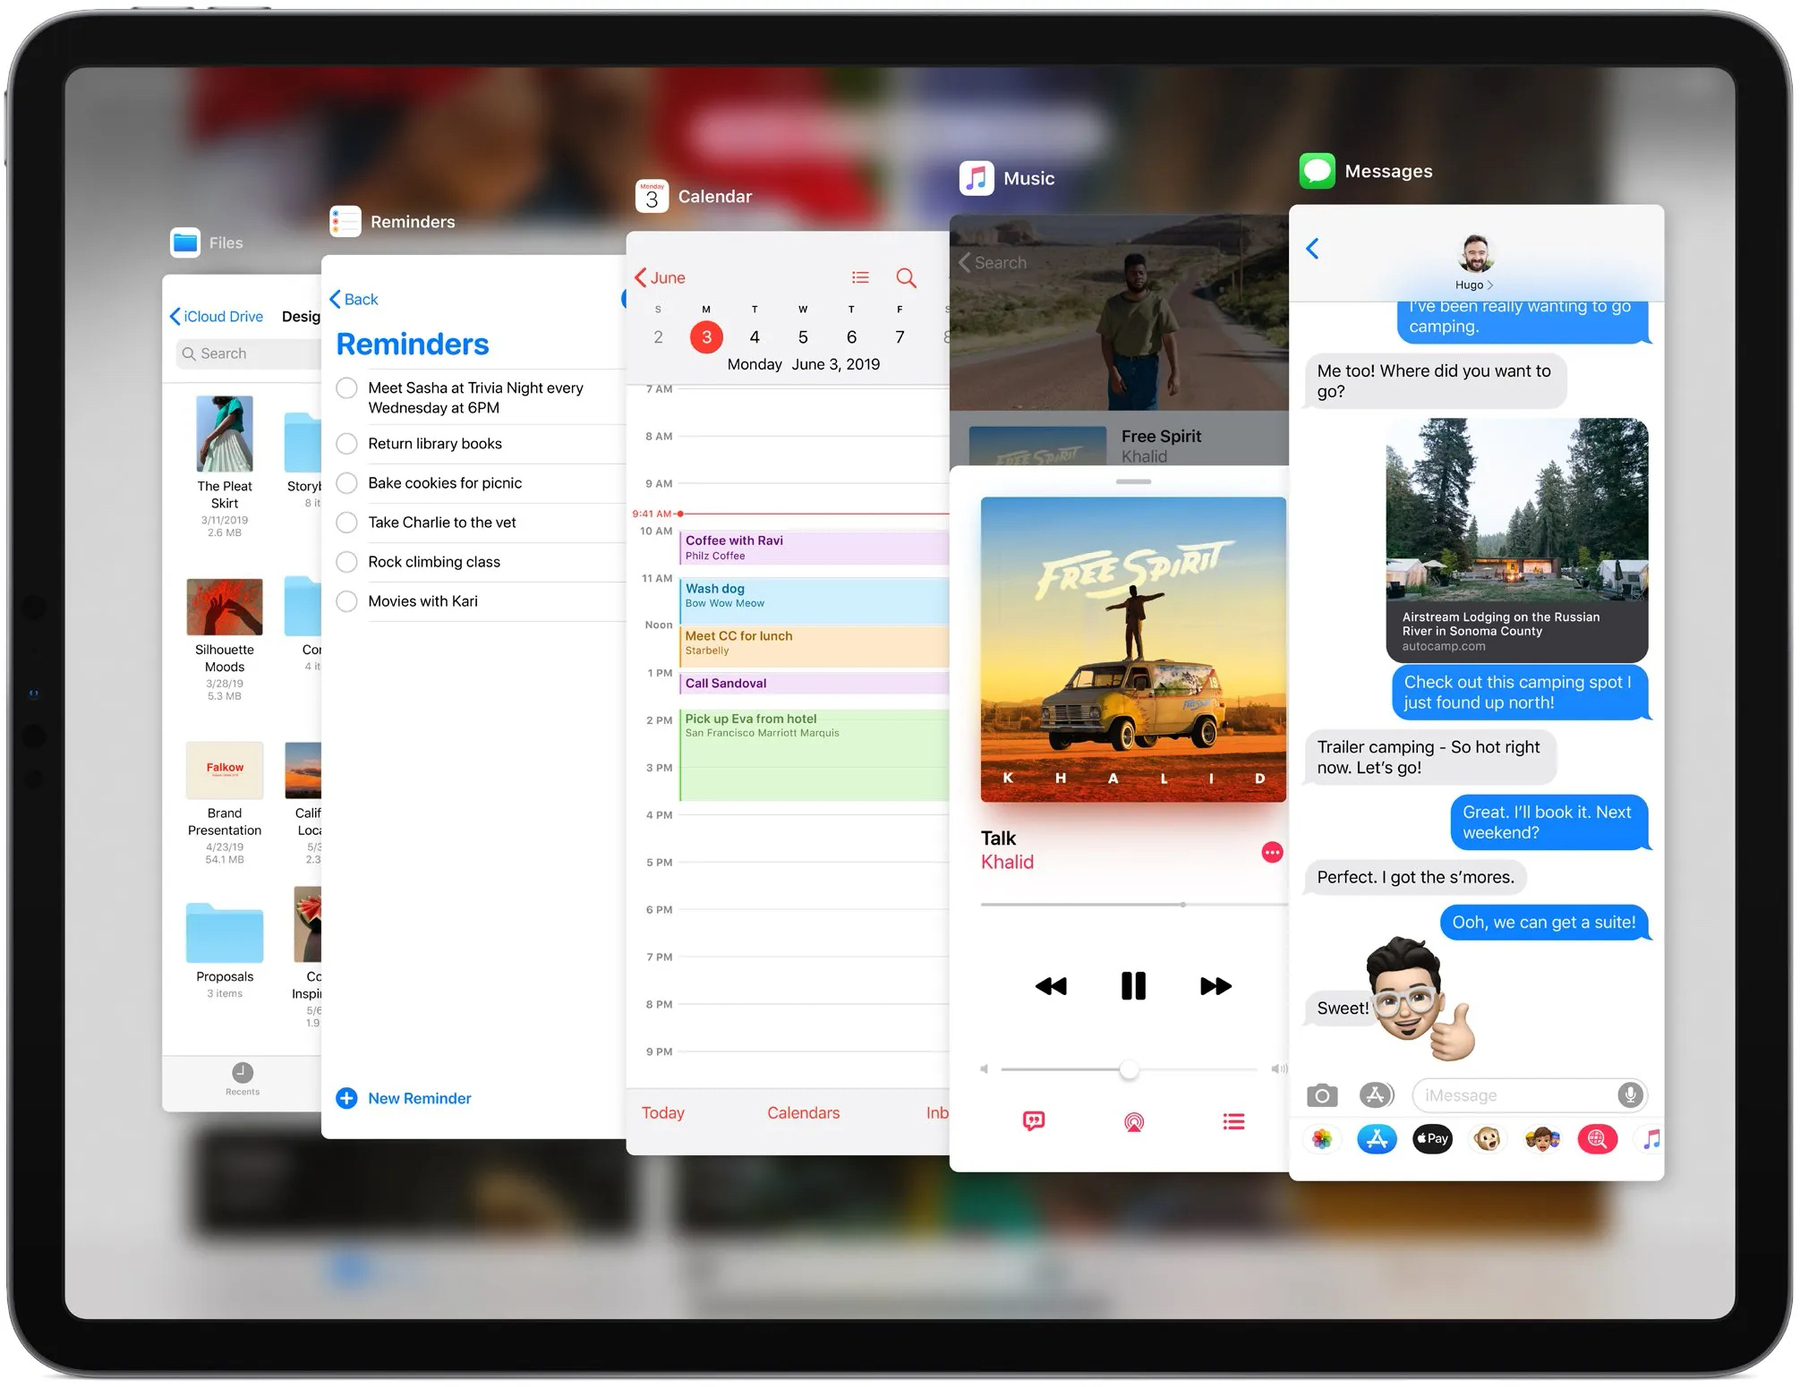 Files
iCloud Drive
Desig
Search
The Pleat
Skirt
3/11/2019
2.6 MB
Storyb
8 it
Silhouette
Moods
3/28/19
5.3 MB
Cor
4 it
Falkow
Brand
Presentation
4/23/19
54.1 MB
Calif
Loca
5/3
2.3
Proposals
3 items
Co
Inspir
5/6
1.9
Recents
Reminders
Back
Reminders
Meet Sasha at Trivia Night every
Wednesday at 6PM
Return library books
Bake cookies for picnic
Take Charlie to the vet
Rock climbing class
Movies with Kari
New Reminder
Monday
3
Calendar
June
S M T W T F S
2 3 4 5 6 7 8
Monday June 3, 2019
7 AM
8 AM
9 AM
9:41 AM
10 AM
Coffee with Ravi
Philz Coffee
11 AM
Wash dog
Bow Wow Meow
Noon
Meet CC for lunch
Starbelly
1 PM
Call Sandoval
2 PM
Pick up Eva from hotel
San Francisco Marriott Marquis
3 PM
4 PM
5 PM
6 PM
7 PM
8 PM
9 PM
Today
Calendars
Inb
Music
Search
FREE SPIRIT
Free Spirit
Khalid
FREE SPIRIT
KHALID
Talk
Khalid
Messages
Hugo
I've been really wanting to go
camping.
Me too! Where did you want to
go?
Airstream Lodging on the Russian
River in Sonoma County
autocamp.com
Check out this camping spot I
just found up north!
Trailer camping - So hot right
now. Let's go!
Great. I'll book it. Next
weekend?
Perfect. I got the s'mores.
Ooh, we can get a suite!
Sweet!
iMessage
Pay